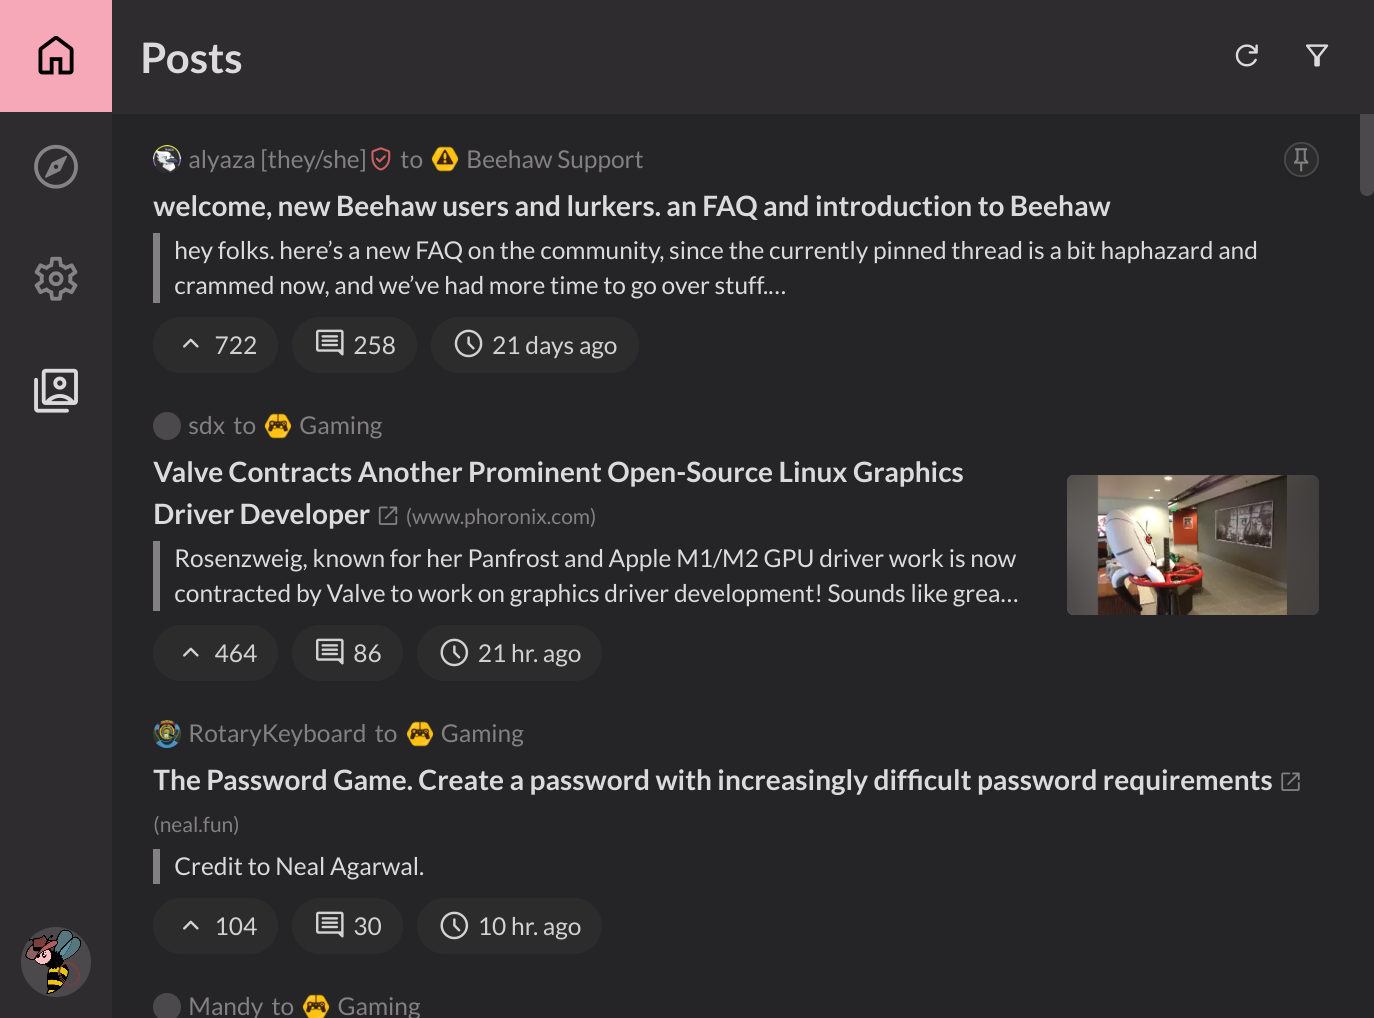 Posts
alyaza [they/she] to Beehaw Support
welcome, new Beehaw users and lurkers. an FAQ and introduction to Beehaw
hey folks. here’s a new FAQ on the community, since the currently pinned thread is a bit haphazard and
crammed now, and we’ve had more time to go over stuff.…
722 258 21 days ago
sdx to Gaming
Valve Contracts Another Prominent Open-Source Linux Graphics
Driver Developer (www.phoronix.com)
Rosenzweig, known for her Panfrost and Apple M1/M2 GPU driver work is now
contracted by Valve to work on graphics driver development! Sounds like grea…
464 86 21 hr. ago
RotaryKeyboard to Gaming
The Password Game. Create a password with increasingly difficult password requirements
(neal.fun)
Credit to Neal Agarwal.
104 30 10 hr. ago
Mandy to Gaming